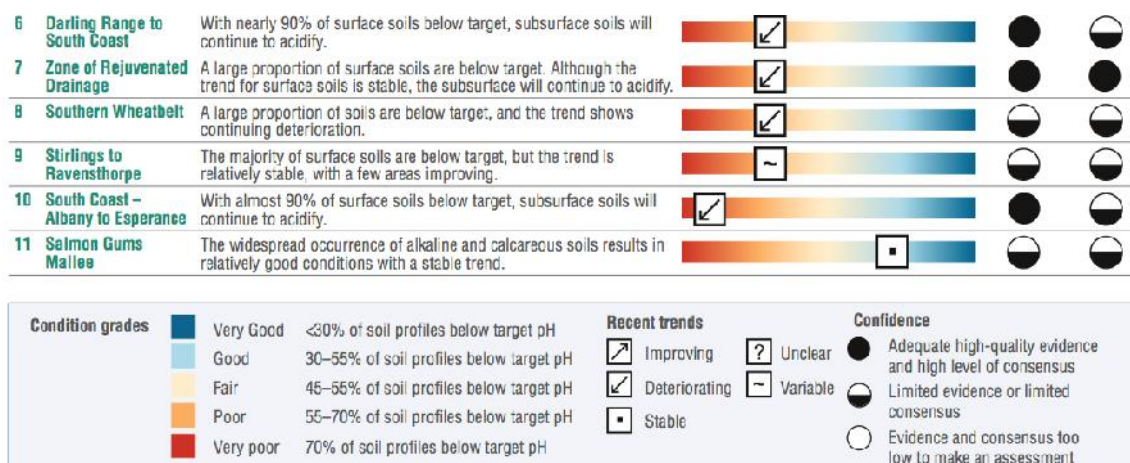 6 Darling Range to South Coast
With nearly 90% of surface soils below target, subsurface soils will
continue to acidify.
7 Zone of Rejuvenated Drainage
A large proportion of surface soils are below target. Although the
trend for surface soils is stable, the subsurface will continue to acidify.
8 Southern Wheatbelt
A large proportion of soils are below target, and the trend shows
continuing deterioration.
9 Stirlings to Ravensthorpe
The majority of surface soils are below target, but the trend is
relatively stable, with a few areas improving.
~
10 South Coast – Albany to Esperance
With almost 90% of surface soils below target, subsurface soils will
continue to acidify.
11 Salmon Gums Mallee
The widespread occurrence of alkaline and calcareous soils results in
relatively good conditions with a stable trend.
Condition grades
Very Good <30% of soil profiles below target pH
Good 30–55% of soil profiles below target pH
Fair 45–55% of soil profiles below target pH
Poor 55–70% of soil profiles below target pH
Very poor 70% of soil profiles below target pH
Recent trends
Improving
? Unclear
Deteriorating
~ Variable
Stable
Confidence
Adequate high-quality evidence
and high level of consensus
Limited evidence or limited
consensus
Evidence and consensus too
low to make an assessment